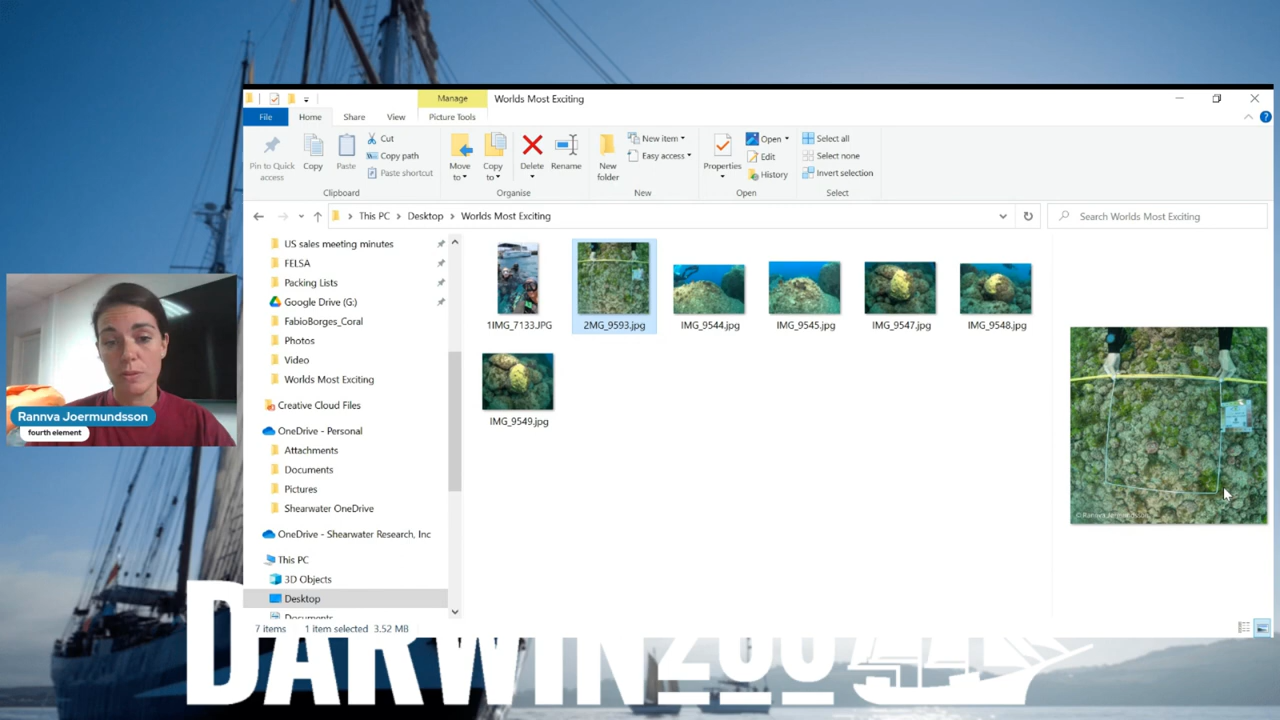 Manage
Worlds Most Exciting
File
Home
Share
View
Picture Tools
Pin to Quick access
Copy
Paste
Cut
Copy path
Paste shortcut
Clipboard
Move to
Copy to
Delete
Rename
Organise
New folder
New item
Easy access
New
Properties
Open
Edit
History
Open
Select all
Select none
Invert selection
Select
This PC > Desktop > Worlds Most Exciting
Search Worlds Most Exciting
US sales meeting minutes
FELSA
Packing Lists
Google Drive (G:)
FabioBorges_Coral
Photos
Video
Worlds Most Exciting
Creative Cloud Files
OneDrive - Personal
Attachments
Documents
Pictures
Shearwater OneDrive
OneDrive - Shearwater Research, Inc
This PC
3D Objects
Desktop
Documents
1IMG_7133.JPG
2MG_9593.jpg
IMG_9544.jpg
IMG_9545.jpg
IMG_9547.jpg
IMG_9548.jpg
IMG_9549.jpg
© Rannva Joermundsson
7 items
1 item selected 3.52 MB
Rannva Joermundsson
fourth element
DARWIN200